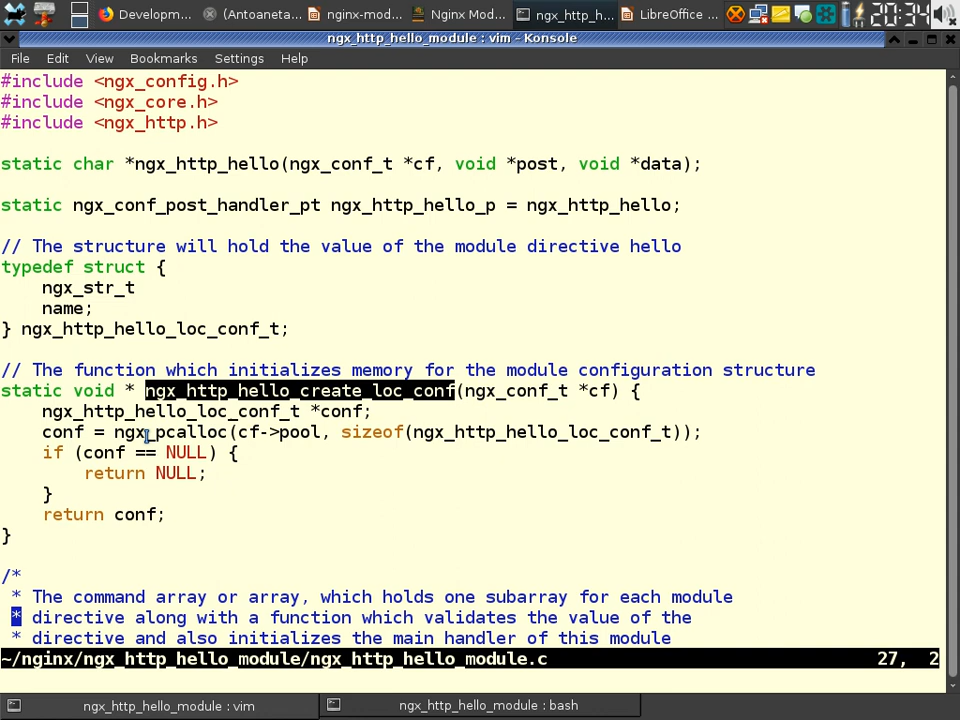 Developm...
(Antoaneta...
nginx-mod...
Nginx Mod...
ngx_http_h...
LibreOffice ...
20:34
ngx_http_hello_module : vim – Konsole
File Edit View Bookmarks Settings Help
#include <ngx_config.h>
#include <ngx_core.h>
#include <ngx_http.h>
static char *ngx_http_hello(ngx_conf_t *cf, void *post, void *data);
static ngx_conf_post_handler_pt ngx_http_hello_p = ngx_http_hello;
// The structure will hold the value of the module directive hello
typedef struct {
    ngx_str_t
    name;
} ngx_http_hello_loc_conf_t;
// The function which initializes memory for the module configuration structure
static void * ngx_http_hello_create_loc_conf(ngx_conf_t *cf) {
    ngx_http_hello_loc_conf_t *conf;
    conf = ngx_pcalloc(cf->pool, sizeof(ngx_http_hello_loc_conf_t));
    if (conf == NULL) {
        return NULL;
    }
    return conf;
}
/*
 * The command array or array, which holds one subarray for each module
 * directive along with a function which validates the value of the
 * directive and also initializes the main handler of this module
~/nginx/ngx_http_hello_module/ngx_http_hello_module.c 27, 2
ngx_http_hello_module : vim
ngx_http_hello_module : bash